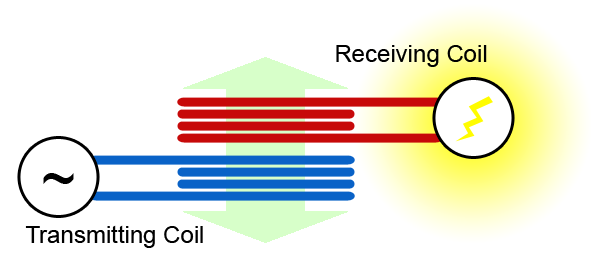 Receiving Coil
~
Transmitting Coil